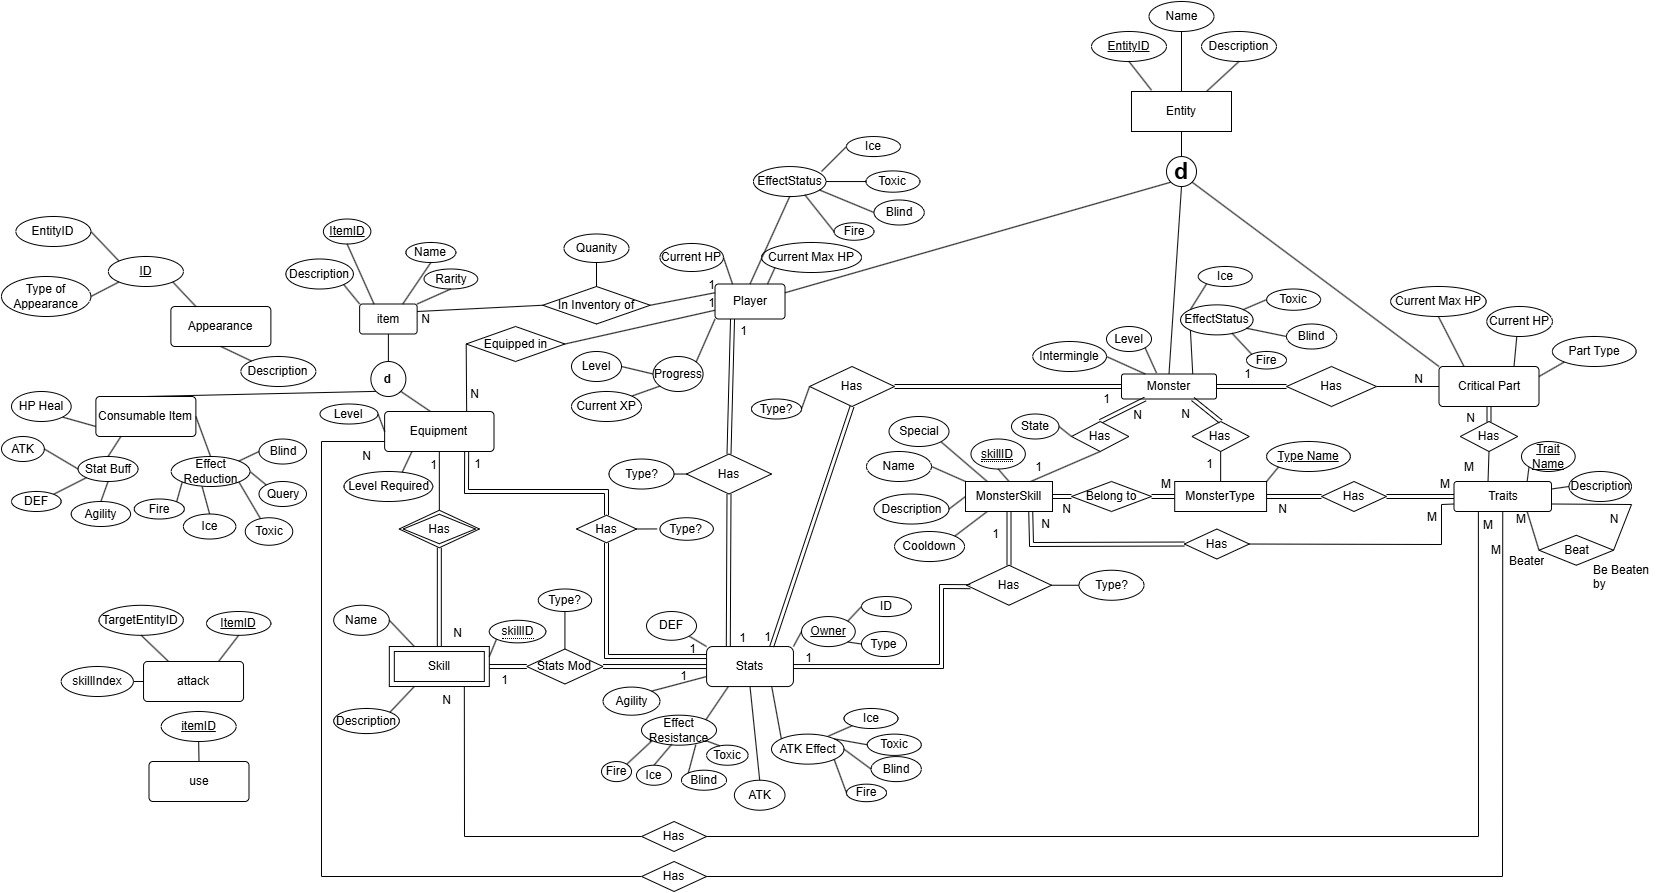 Name
EntityID
Description
Entity
d
Ice
EffectStatus
Toxic
Blind
Fire
EntityID
ItemID
Name
Quanity
Current HP
Current Max HP
ID
Description
Rarity
Type of
Appearance
In Inventory of
1
1
Player
N
item
Appearance
1
Equipped in
Description
d
Level
Progress
Current XP
N
HP Heal
Consumable Item
Level
Equipment
ATK
Stat Buff
Effect
Reduction
Blind
Query
DEF
Agility
Fire
Ice
Toxic
N
1
1
Level Required
Ice
EffectStatus
Toxic
Blind
Fire
Level
Intermingle
Monster
1
Has
N
Current Max HP
Current HP
Part Type
Critical Part
N
Has
Type?
1
N
N
State
Has
Has
Has
M
Special
skillID
1
1
Type Name
Trait
Name
Name
MonsterSkill
N
Belong to
M
MonsterType
N
Has
M
Traits
Description
Description
Cooldown
1
N
Has
M
M
M
N
M
Beater
Beat
Be Beaten
by
Type?
Has
Has
Has
Type?
Has
Type?
TargetEntityID
ItemID
skillIndex
attack
itemID
use
Name
N
skillID
Type?
Skill
1
Stats Mod
Description
N
DEF
1
1
1
Owner
ID
Type
1
Stats
1
Agility
Effect
Resistance
Fire
Ice
Blind
Toxic
ATK
ATK Effect
Ice
Toxic
Blind
Fire
Has
Has